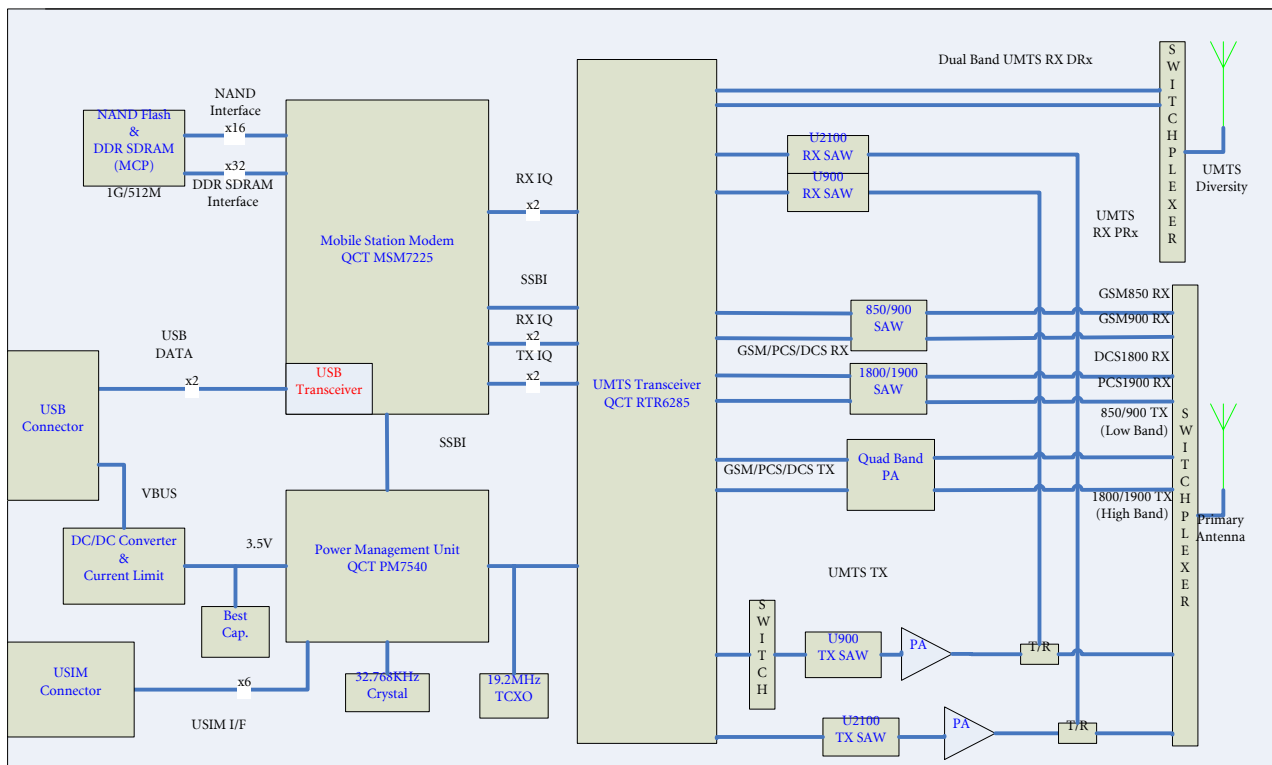 Dual Band UMTS RX DRx
S
W
I
T
C
H
P
L
E
X
E
R
UMTS
Diversity
NAND
Interface
x16
NAND Flash
&
DDR SDRAM
(MCP)
1G/512M
x32
DDR SDRAM
Interface
Mobile Station Modem
QCT MSM7225
RX IQ
x2
SSBI
RX IQ
x2
TX IQ
x2
U2100
RX SAW
U900
RX SAW
UMTS
RX PRx
UMTS Transceiver
QCT RTR6285
850/900
SAW
GSM/PCS/DCS RX
1800/1900
SAW
GSM850 RX
GSM900 RX
DCS1800 RX
PCS1900 RX
850/900 TX
(Low Band)
GSM/PCS/DCS TX
Quad Band
PA
1800/1900 TX
(High Band)
S
W
I
T
C
H
P
L
E
X
E
R
Primary
Antenna
USB
DATA
x2
USB
Transceiver
USB
Connector
SSBI
VBUS
DC/DC Converter
&
Current Limit
3.5V
Power Management Unit
QCT PM7540
Best
Cap.
USIM
Connector
x6
USIM I/F
32.768KHz
Crystal
19.2MHz
TCXO
UMTS TX
S
W
I
T
C
H
U900
TX SAW
PA
T/R
U2100
TX SAW
PA
T/R